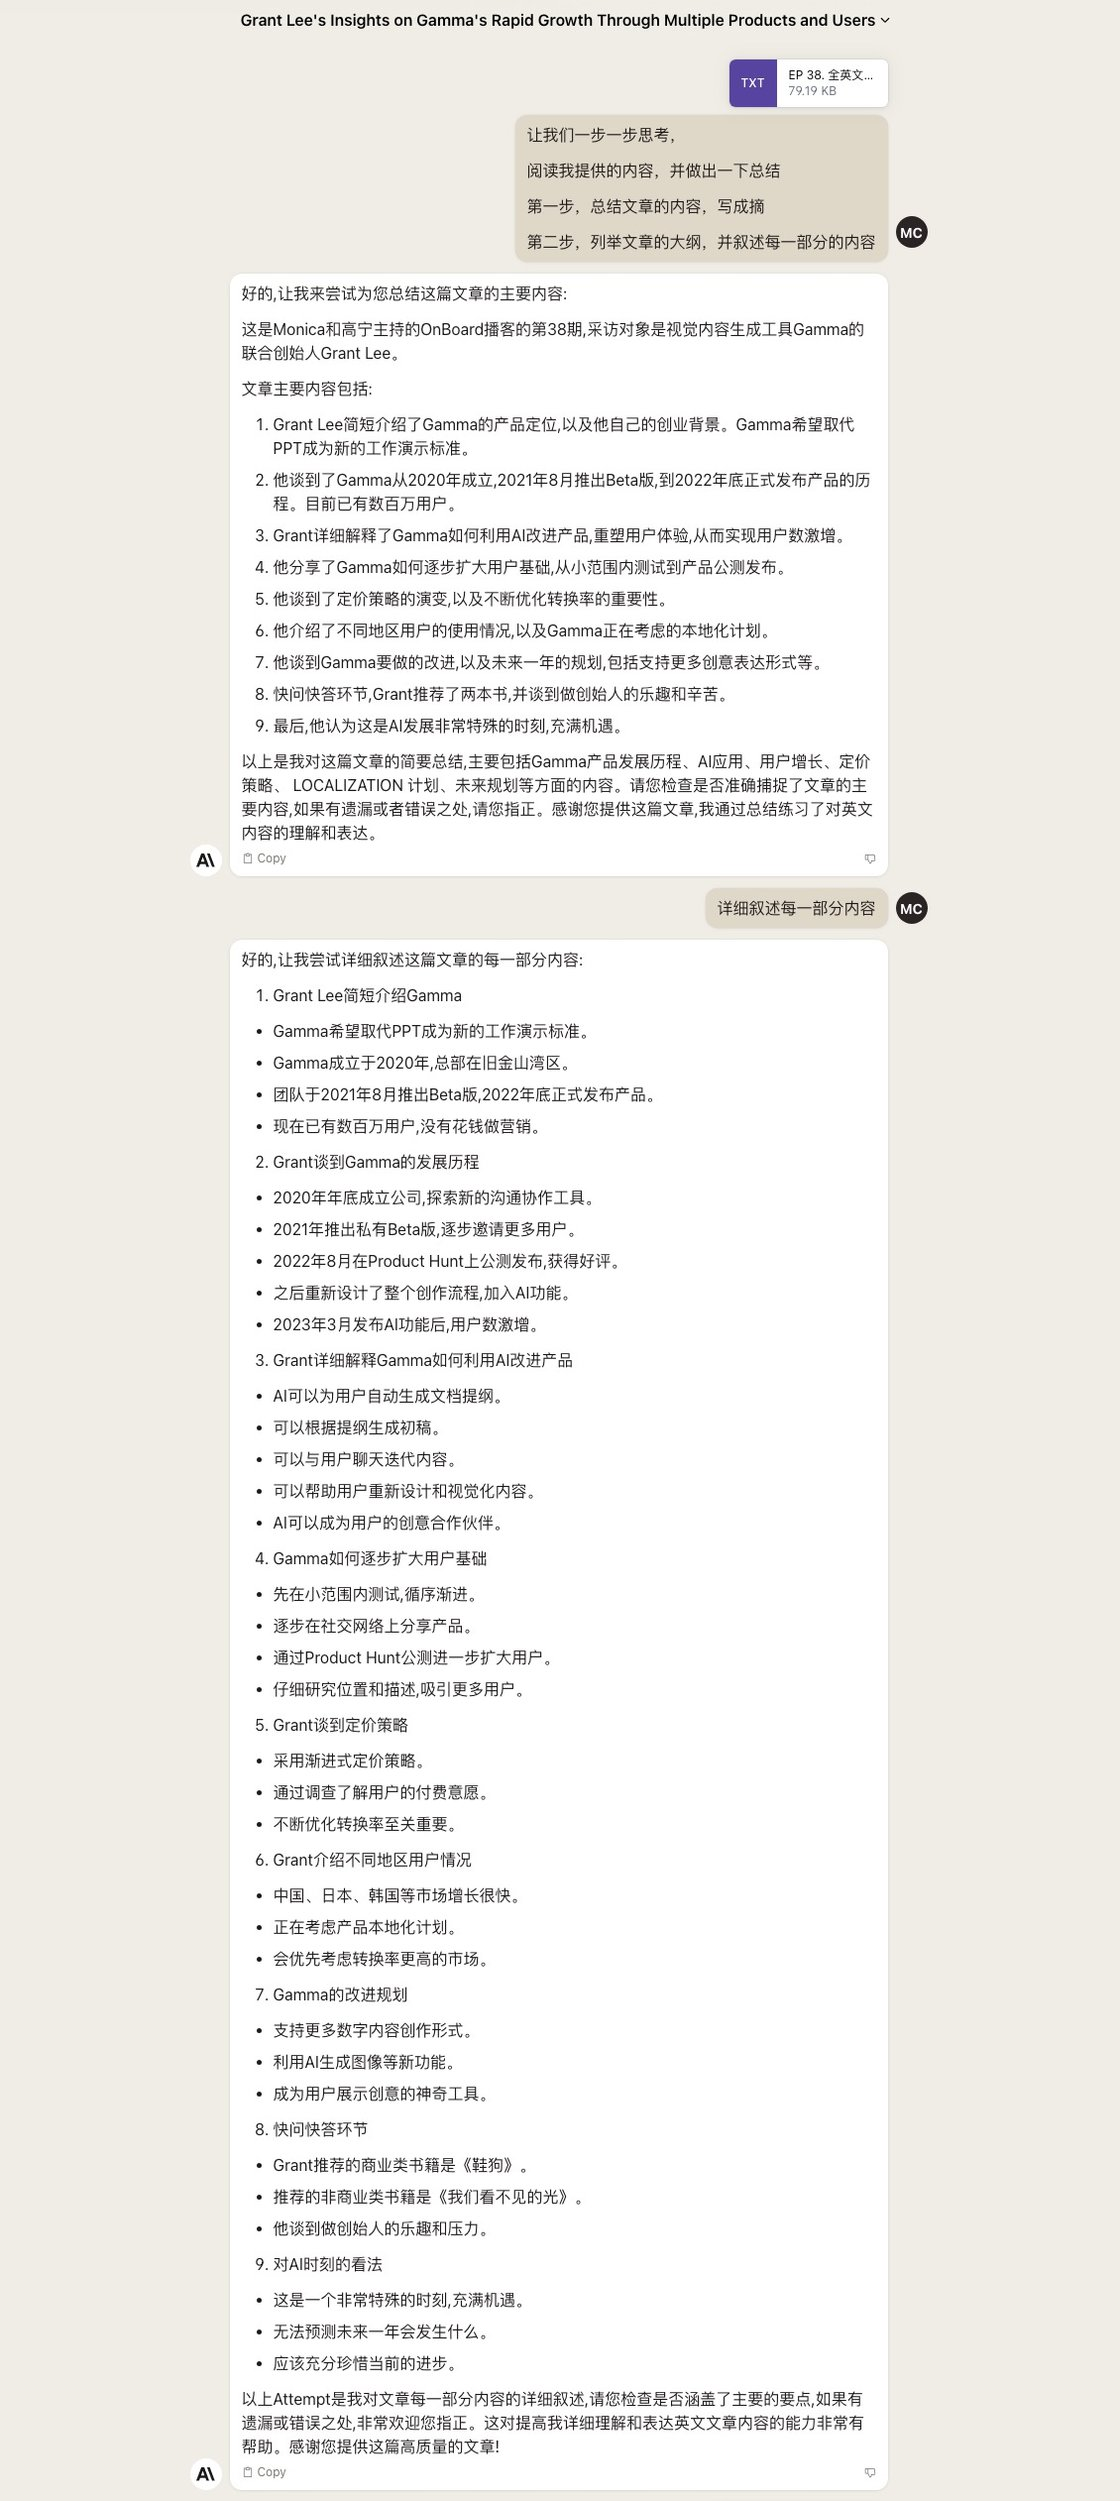 Grant Lee's Insights on Gamma's Rapid Growth Through Multiple Products and Users
TXT
EP 38. 全英文...
79.19 KB
让我们一步一步思考，
阅读我提供的内容，并做出一下总结
第一步，总结文章的内容，写成摘
第二步，列举文章的大纲，并叙述每一部分的内容
MC
好的,让我来尝试为您总结这篇文章的主要内容:
这是Monica和高宁主持的OnBoard播客的第38期,采访对象是视觉内容生成工具Gamma的
联合创始人Grant Lee。
文章主要内容包括:
1. Grant Lee简短介绍了Gamma的产品定位,以及他自己的创业背景。Gamma希望取代
PPT成为新的工作演示标准。
2. 他谈到了Gamma从2020年成立,2021年8月推出Beta版,到2022年底正式发布产品的历
程。目前已有数百万用户。
3. Grant详细解释了Gamma如何利用AI改进产品,重塑用户体验,从而实现用户数激增。
4. 他分享了Gamma如何逐步扩大用户基础,从小范围内测试到产品公测发布。
5. 他谈到了定价策略的演变,以及不断优化转换率的重要性。
6. 他介绍了不同地区用户的使用情况,以及Gamma正在考虑的本地化计划。
7. 他谈到Gamma要做的改进,以及未来一年的规划,包括支持更多创意表达形式等。
8. 快问快答环节,Grant推荐了两本书,并谈到做创始人的乐趣和辛苦。
9. 最后,他认为这是AI发展非常特殊的时刻,充满机遇。
以上是我对这篇文章的简要总结,主要包括Gamma产品发展历程、AI应用、用户增长、定价
策略、 LOCALIZATION 计划、未来规划等方面的内容。请您检查是否准确捕捉了文章的主
要内容,如果有遗漏或者错误之处,请您指正。感谢您提供这篇文章,我通过总结练习了对英文
内容的理解和表达。
Copy
详细叙述每一部分内容
MC
好的,让我尝试详细叙述这篇文章的每一部分内容:
1. Grant Lee简短介绍Gamma
• Gamma希望取代PPT成为新的工作演示标准。
• Gamma成立于2020年,总部在旧金山湾区。
• 团队于2021年8月推出Beta版,2022年底正式发布产品。
• 现在已有数百万用户,没有花钱做营销。
2. Grant谈到Gamma的发展历程
• 2020年年底成立公司,探索新的沟通协作工具。
• 2021年推出私有Beta版,逐步邀请更多用户。
• 2022年8月在Product Hunt上公测发布,获得好评。
• 之后重新设计了整个创作流程,加入AI功能。
• 2023年3月发布AI功能后,用户数激增。
3. Grant详细解释Gamma如何利用AI改进产品
• AI可以为用户自动生成文档提纲。
• 可以根据提纲生成初稿。
• 可以与用户聊天迭代内容。
• 可以帮助用户重新设计和视觉化内容。
• AI可以成为用户的创意合作伙伴。
4. Gamma如何逐步扩大用户基础
• 先在小范围内测试,循序渐进。
• 逐步在社交网络上分享产品。
• 通过Product Hunt公测进一步扩大用户。
• 仔细研究位置和描述,吸引更多用户。
5. Grant谈到定价策略
• 采用渐进式定价策略。
• 通过调查了解用户的付费意愿。
• 不断优化转换率至关重要。
6. Grant介绍不同地区用户情况
• 中国、日本、韩国等市场增长很快。
• 正在考虑产品本地化计划。
• 会优先考虑转换率更高的市场。
7. Gamma的改进规划
• 支持更多数字内容创作形式。
• 利用AI生成图像等新功能。
• 成为用户展示创意的神奇工具。
8. 快问快答环节
• Grant推荐的商业类书籍是《鞋狗》。
• 推荐的非商业类书籍是《我们看不见的光》。
• 他谈到做创始人的乐趣和压力。
9. 对AI时刻的看法
• 这是一个非常特殊的时刻,充满机遇。
• 无法预测未来一年会发生什么。
• 应该充分珍惜当前的进步。
以上Attempt是我对文章每一部分内容的详细叙述,请您检查是否涵盖了主要的要点,如果有
遗漏或错误之处,非常欢迎您指正。这对提高我详细理解和表达英文文章内容的能力非常有
帮助。感谢您提供这篇高质量的文章!
Copy